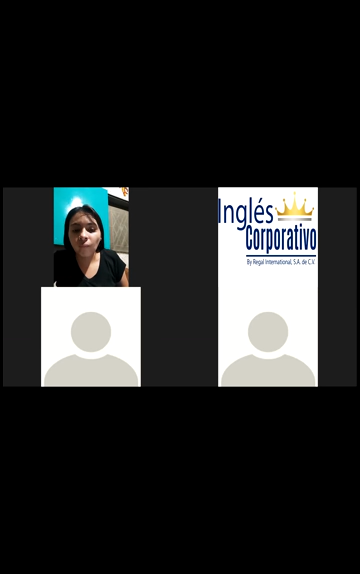 Inglés
Corporativo
By Regal International, S.A. de C.V.